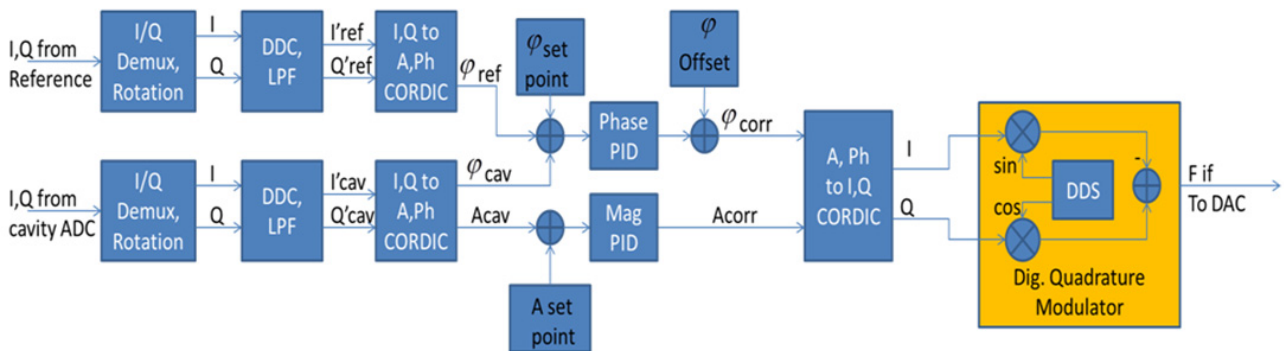 I,Q from
Reference
I/Q
Demux,
Rotation
I
Q
DDC,
LPF
I'ref
Q'ref
I,Q to
A,Ph
CORDIC
φref
φset
point
Phase
PID
φ
Offset
φcorr
I,Q from
cavity ADC
I/Q
Demux,
Rotation
I
Q
DDC,
LPF
I'cav
Q'cav
I,Q to
A,Ph
CORDIC
φcav
Acav
A set
point
Mag
PID
Acorr
A, Ph
to I,Q
CORDIC
I
Q
sin
cos
DDS
-
Dig. Quadrature
Modulator
F if
To DAC